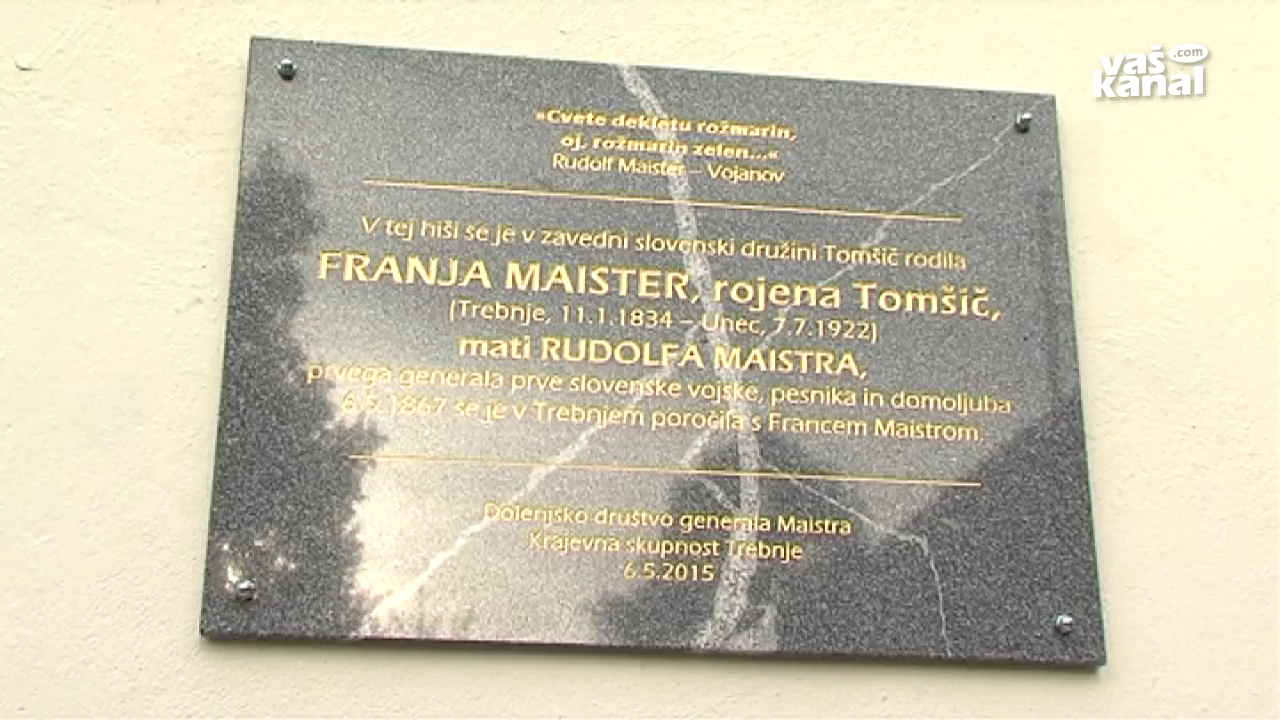 vaš .com
kanal
»Cvete dekletu rožmarin,
oj, rožmarin zelen...«
Rudolf Maister – Vojanov
V tej hiši se je v zavedni slovenski družini Tomšič rodila
FRANJA MAISTER, rojena Tomšič,
(Trebnje, 11.1.1834 – Unec, 7.7.1922)
mati RUDOLFA MAISTRA,
prvega generala prve slovenske vojske, pesnika in domoljuba
6.5.1867 se je v Trebnjem poročila s Francem Maistrom.
Dolenjsko društvo generala Maistra
Krajevna skupnost Trebnje
6.5.2015